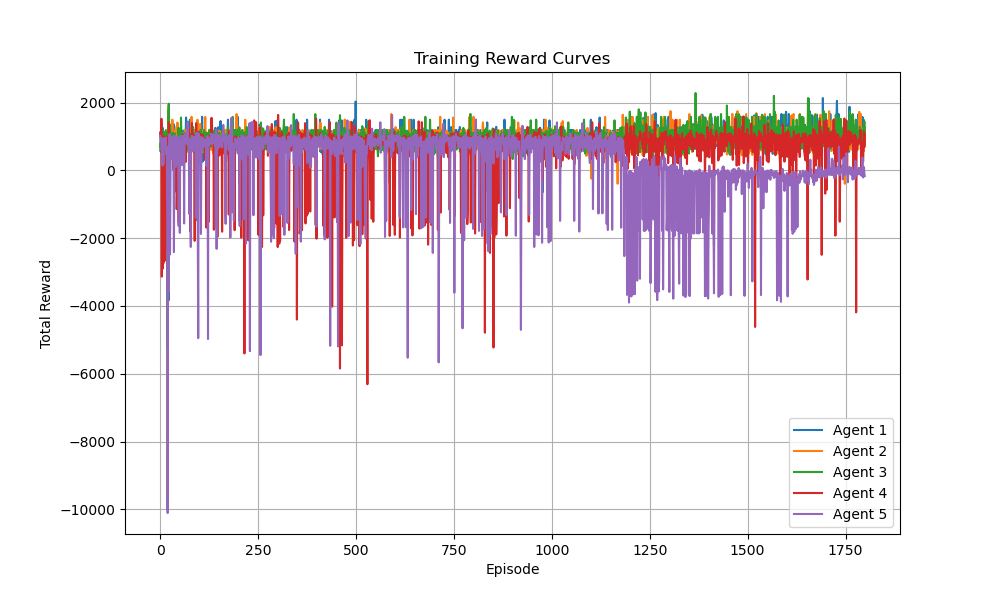 Training Reward Curves
2000
0
−2000
−4000
−6000
−8000
−10000
Total Reward
0 250 500 750 1000 1250 1500 1750
Episode
Agent 1
Agent 2
Agent 3
Agent 4
Agent 5